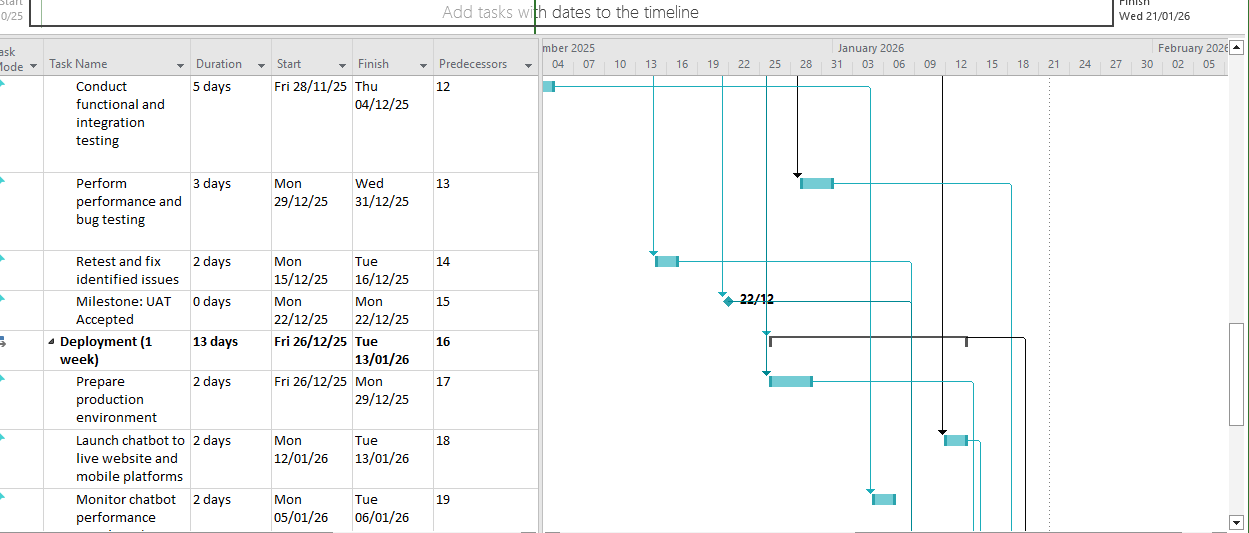 Start
0/25
Add tasks with dates to the timeline
Finish
Wed 21/01/26
ask
Mode
Task Name
Duration
Start
Finish
Predecessors
mber 2025
January 2026
February 2026
04 07 10 13 16 19 22 25 28 31 03 06 09 12 15 18 21 24 27 30 02 05
Conduct
functional and
integration
testing
5 days
Fri 28/11/25
Thu
04/12/25
12
Perform
performance and
bug testing
3 days
Mon
29/12/25
Wed
31/12/25
13
Retest and fix
identified issues
2 days
Mon
15/12/25
Tue
16/12/25
14
Milestone: UAT
Accepted
0 days
Mon
22/12/25
Mon
22/12/25
15
22/12
Deployment (1
week)
13 days
Fri 26/12/25
Tue
13/01/26
16
Prepare
production
environment
2 days
Fri 26/12/25
Mon
29/12/25
17
Launch chatbot to
live website and
mobile platforms
2 days
Mon
12/01/26
Tue
13/01/26
18
Monitor chatbot
performance
2 days
Mon
05/01/26
Tue
06/01/26
19